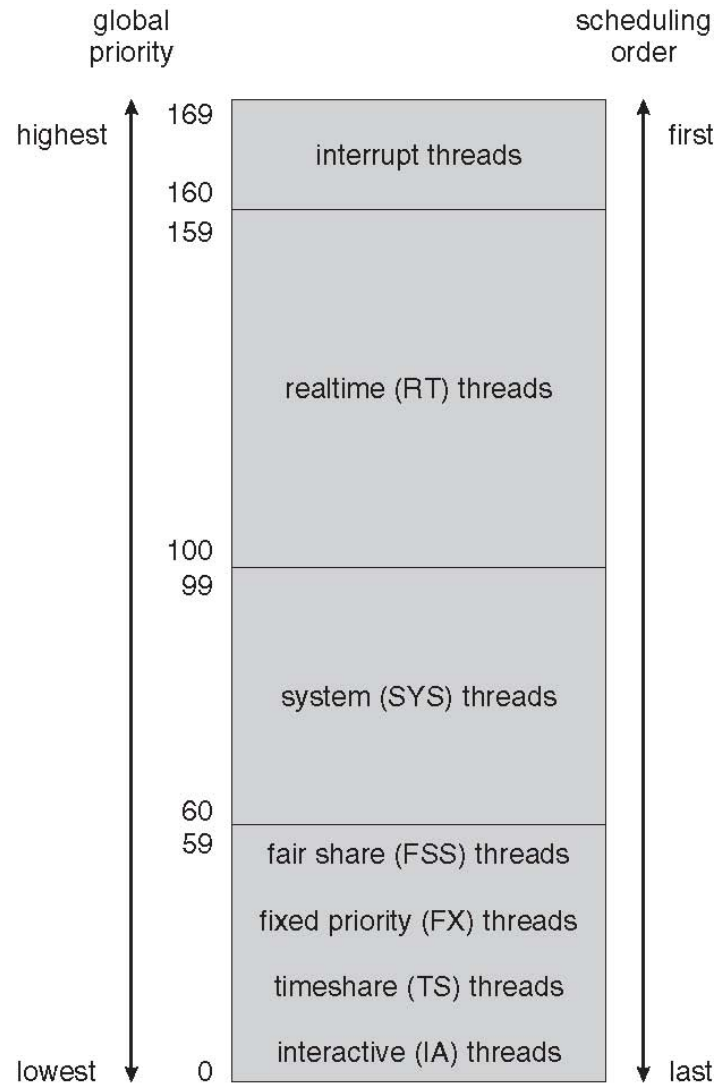 global
priority
scheduling
order
highest
169
first
interrupt threads
160
159
realtime (RT) threads
100
99
system (SYS) threads
60
59
fair share (FSS) threads
fixed priority (FX) threads
timeshare (TS) threads
interactive (IA) threads
lowest
0
last